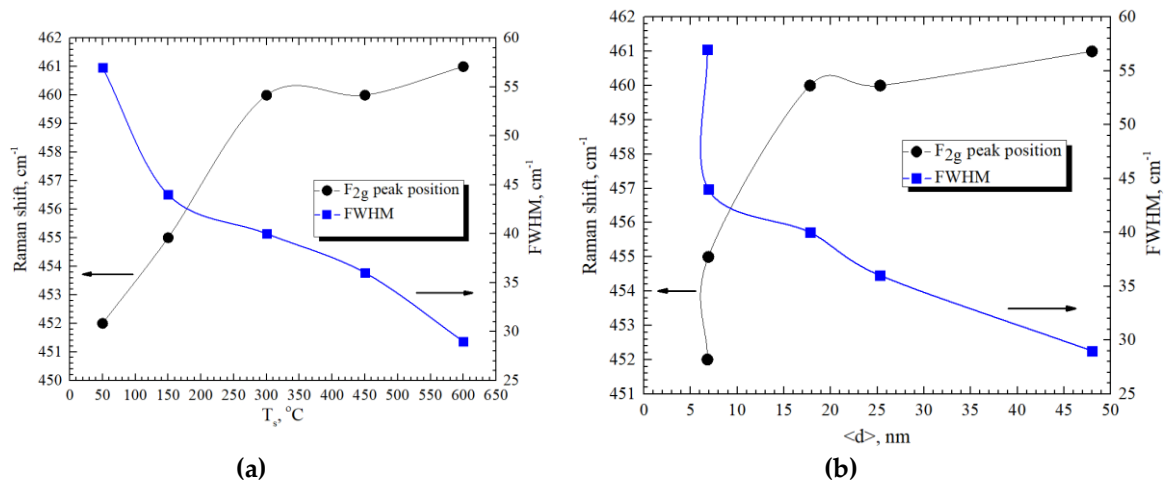 462
461
460
459
458
457
456
455
454
453
452
451
450
Raman shift, cm⁻¹
0 50 100 150 200 250 300 350 400 450 500 550 600 650
Tₛ, °C
60
55
50
45
40
35
30
25
FWHM, cm⁻¹
F₂g peak position
FWHM
(a)
462
461
460
459
458
457
456
455
454
453
452
451
Raman shift, cm⁻¹
0 5 10 15 20 25 30 35 40 45 50
<d>, nm
60
55
50
45
40
35
30
25
FWHM, cm⁻¹
F₂g peak position
FWHM
(b)